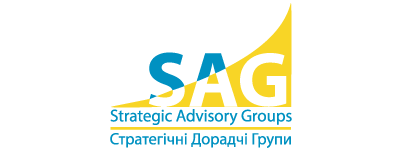 SAG
Strategic Advisory Groups
Стратегічні Дорадчі Групи